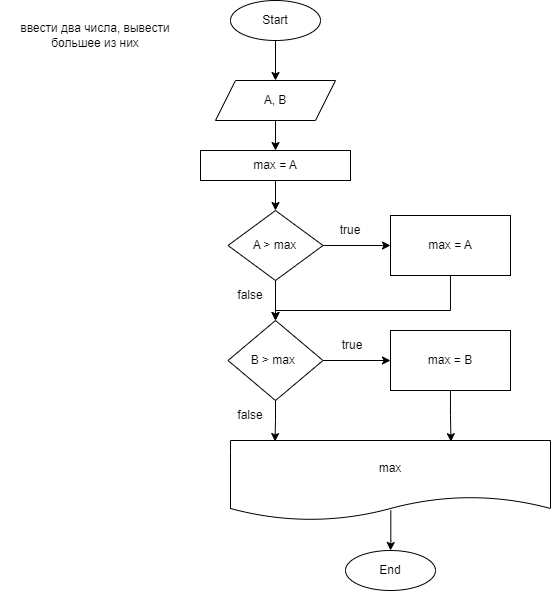 ввести два числа, вывести
большее из них
Start
A, B
max = A
A > max
true
max = A
false
B > max
true
max = B
false
max
End